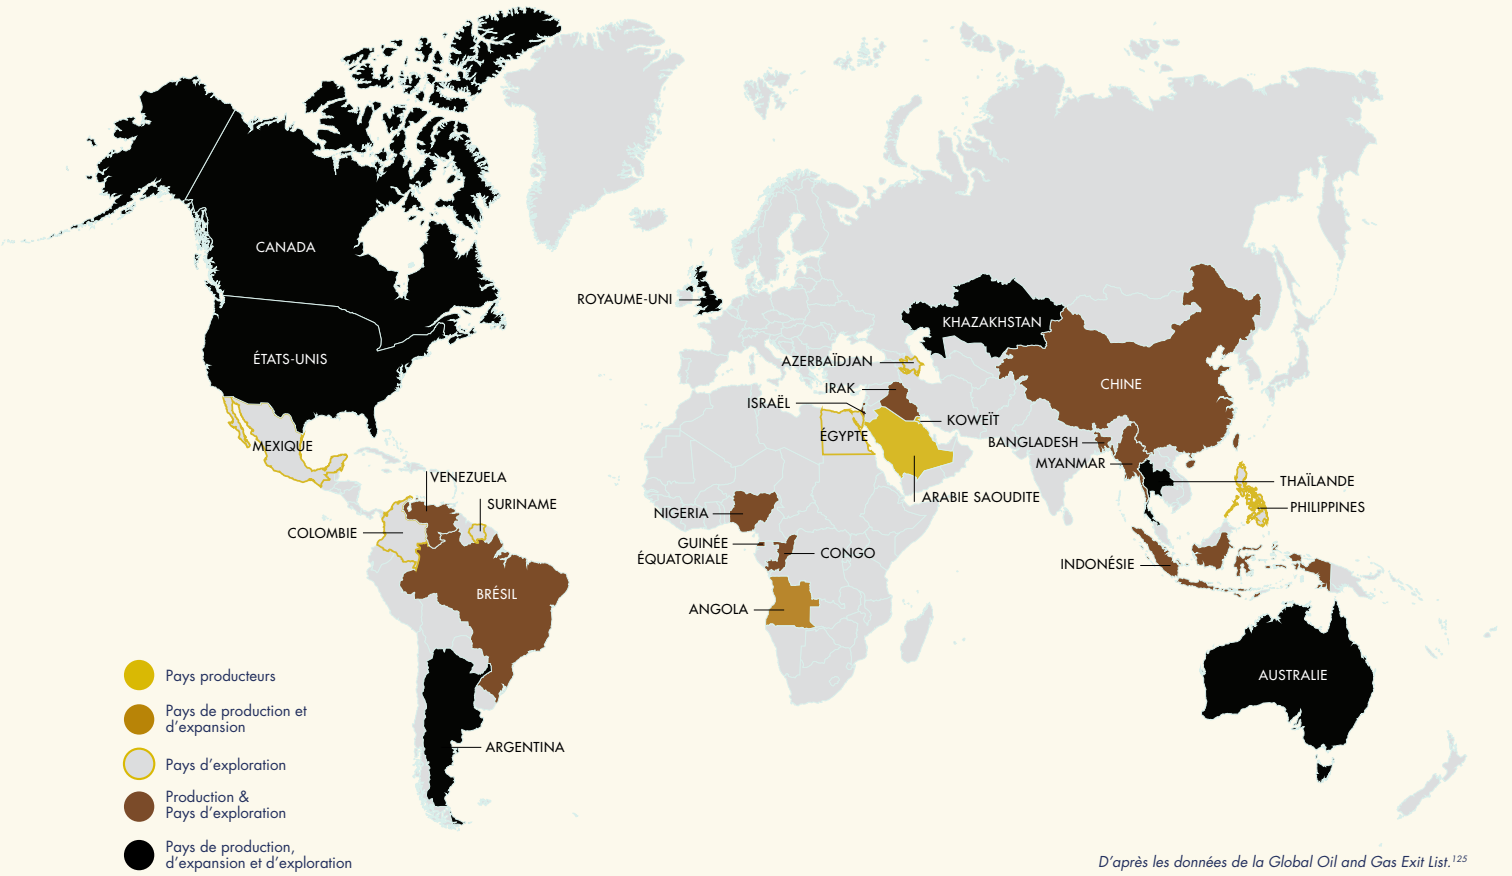 CANADA
ROYAUME-UNI
KHAZAKHSTAN
ÉTATS-UNIS
AZERBAÏDJAN
CHINE
IRAK
ISRAËL
KOWEÏT
ÉGYPTE
BANGLADESH
MEXIQUE
MYANMAR
VENEZUELA
THAÏLANDE
ARABIE SAOUDITE
SURINAME
PHILIPPINES
NIGERIA
COLOMBIE
GUINÉE
ÉQUATORIALE
CONGO
INDONÉSIE
BRÉSIL
ANGOLA
AUSTRALIE
ARGENTINA
Pays producteurs
Pays de production et
d’expansion
Pays d’exploration
Production &
Pays d’exploration
Pays de production,
d’expansion et d’exploration
D’après les données de la Global Oil and Gas Exit List.¹²⁵